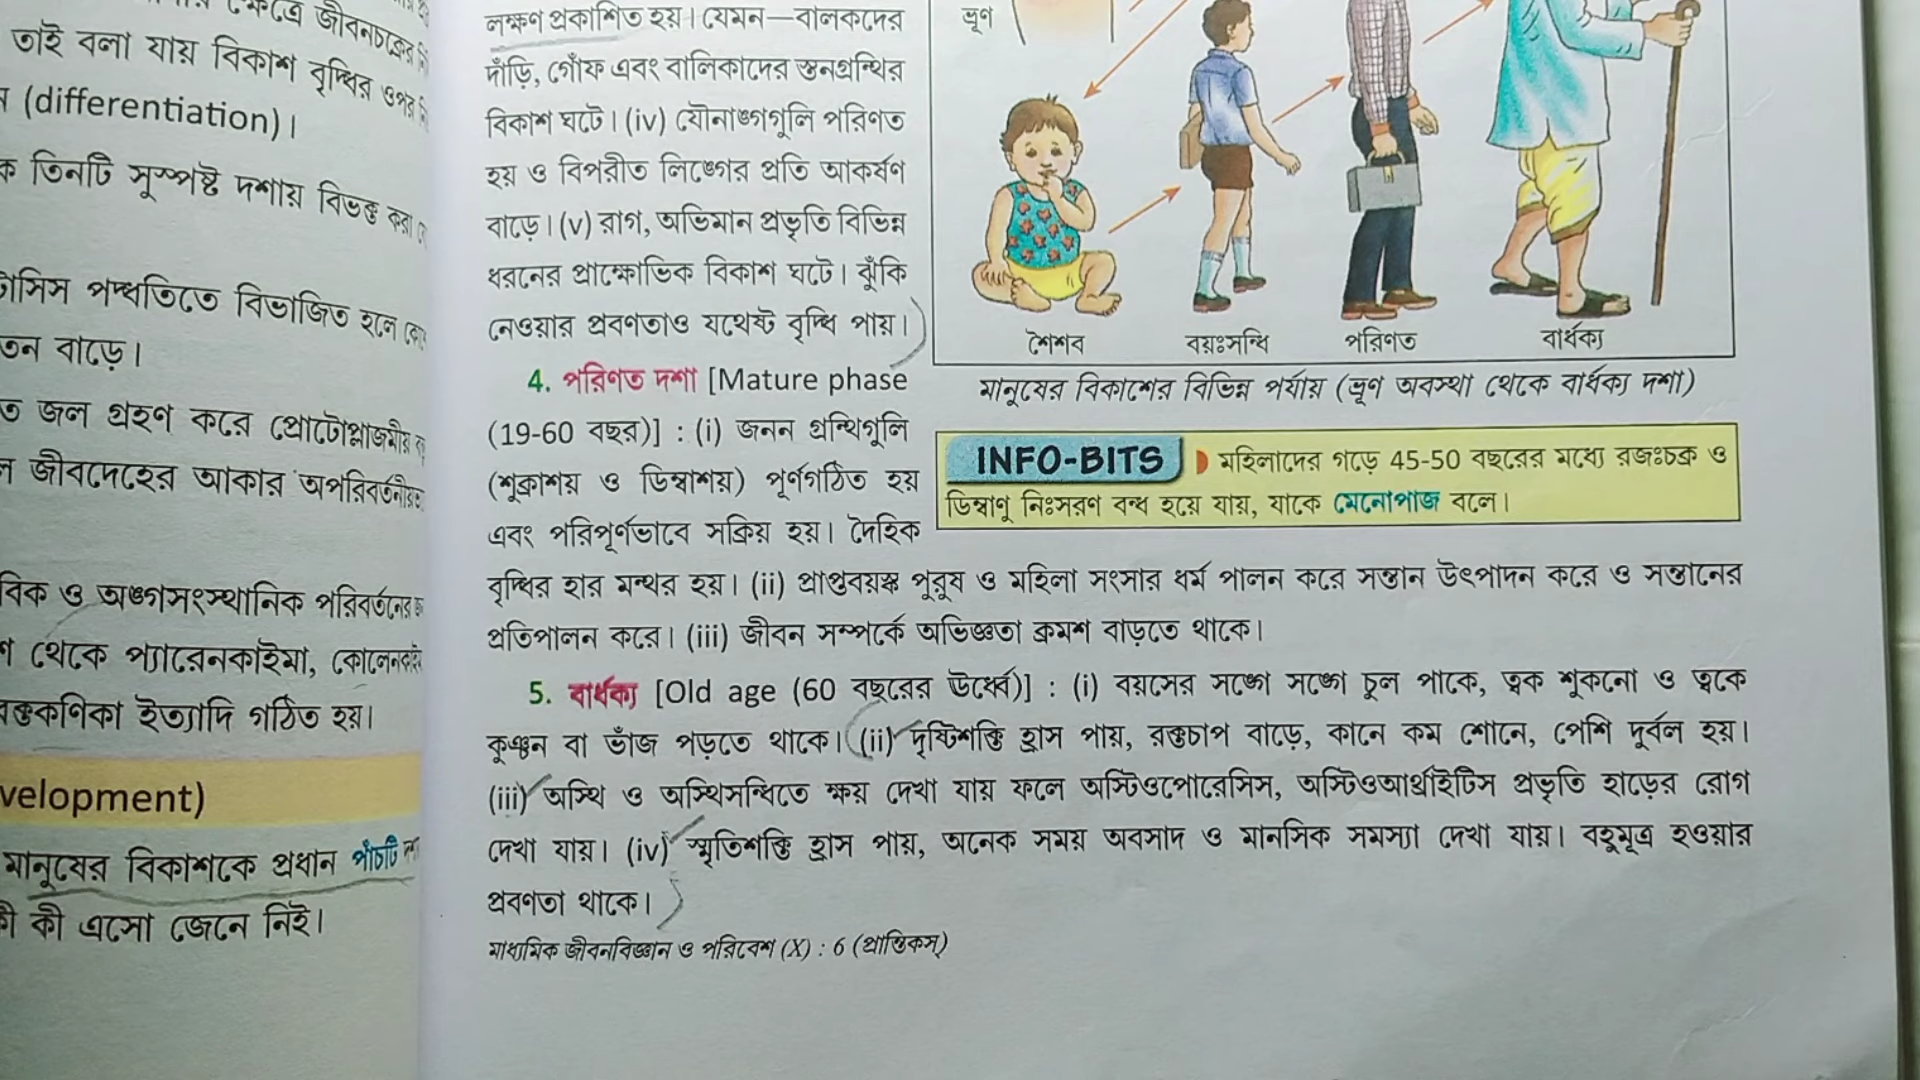 ক্ষেত্রে জীবনচক্রের
তাই বলা যায় বিকাশ বৃদ্ধির ওপর
(differentiation)।
তিনটি সুস্পষ্ট দশায় বিভক্ত করা
পদ্ধতিতে বিভাজিত হলে
বাড়ে।
জল গ্রহণ করে প্রোটোপ্লাজমীয়
জীবদেহের আকার অপরিবর্তনীয়
ও অঙ্গসংস্থানিক পরিবর্তনের
থেকে প্যারেনকাইমা,
ইত্যাদি গঠিত হয়।
velopment)
মানুষের বিকাশকে প্রধান পাঁচটি
কী এসো জেনে নিই।
লক্ষণ প্রকাশিত হয়। যেমন—বালকদের
দাঁড়ি, গোঁফ এবং বালিকাদের স্তনগ্রন্থির
বিকাশ ঘটে। (iv) যৌনাঙ্গগুলি পরিণত
হয় ও বিপরীত লিঙ্গের প্রতি আকর্ষণ
বাড়ে। (v) রাগ, অভিমান প্রভৃতি বিভিন্ন
ধরনের প্রাক্ষোভিক বিকাশ ঘটে। ঝুঁকি
নেওয়ার প্রবণতাও যথেষ্ট বৃদ্ধি পায়।
4. পরিণত দশা [Mature phase
(19-60 বছর)] : (i) জনন গ্রন্থিগুলি
(শুক্রাশয় ও ডিম্বাশয়) পূর্ণগঠিত হয়
এবং পরিপূর্ণভাবে সক্রিয় হয়। দৈহিক
ভ্রূণ
শৈশব বয়ঃসন্ধি পরিণত বার্ধক্য
মানুষের বিকাশের বিভিন্ন পর্যায় (ভ্রূণ অবস্থা থেকে বার্ধক্য দশা)
INFO-BITS মহিলাদের গড়ে 45-50 বছরের মধ্যে রজঃচক্র ও
ডিম্বাণু নিঃসরণ বন্ধ হয়ে যায়, যাকে মেনোপাজ বলে।
বৃদ্ধির হার মন্থর হয়। (ii) প্রাপ্তবয়স্ক পুরুষ ও মহিলা সংসার ধর্ম পালন করে সন্তান উৎপাদন করে ও সন্তানের
প্রতিপালন করে। (iii) জীবন সম্পর্কে অভিজ্ঞতা ক্রমশ বাড়তে থাকে।
5. বার্ধক্য [Old age (60 বছরের ঊর্ধ্বে)] : (i) বয়সের সঙ্গে সঙ্গে চুল পাকে, ত্বক শুকনো ও ত্বকে
কুঞ্চন বা ভাঁজ পড়তে থাকে। (ii) দৃষ্টিশক্তি হ্রাস পায়, রক্তচাপ বাড়ে, কানে কম শোনে, পেশি দুর্বল হয়।
(iii) অস্থি ও অস্থিসন্ধিতে ক্ষয় দেখা যায় ফলে অস্টিওপোরেসিস, অস্টিওআর্থ্রাইটিস প্রভৃতি হাড়ের রোগ
দেখা যায়। (iv) স্মৃতিশক্তি হ্রাস পায়, অনেক সময় অবসাদ ও মানসিক সমস্যা দেখা যায়। বহুমূত্র হওয়ার
প্রবণতা থাকে।
মাধ্যমিক জীবনবিজ্ঞান ও পরিবেশ (X) : 6 (প্রান্তিকস্)